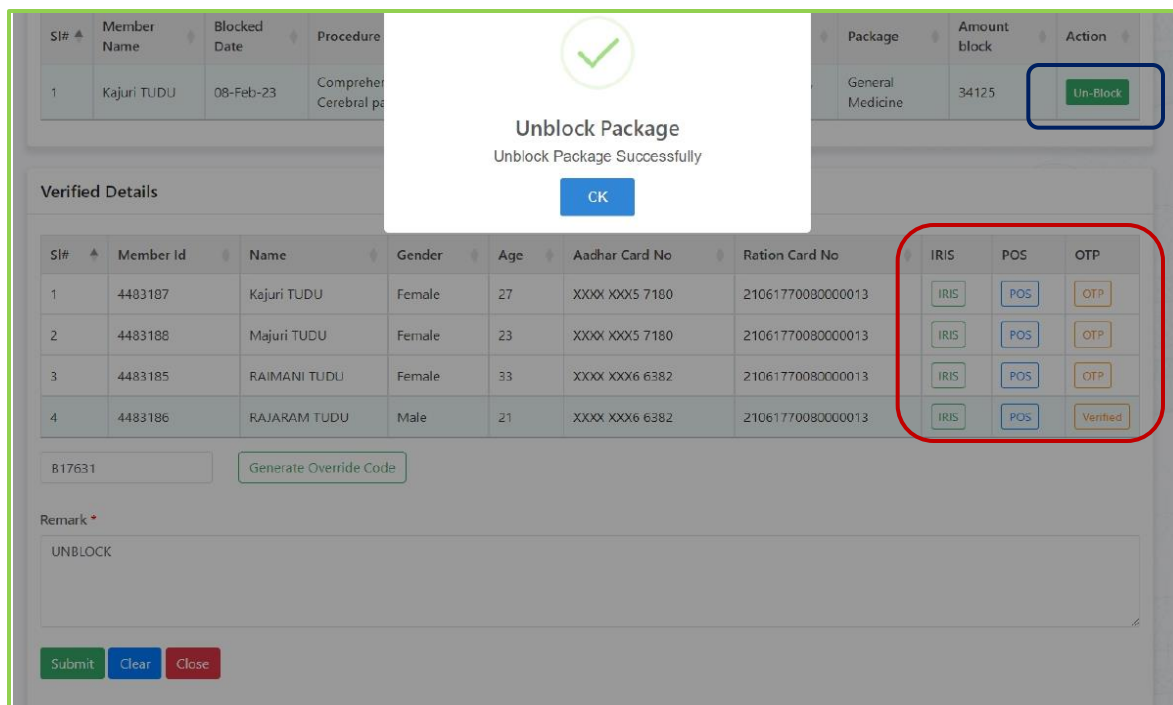 Sl# Member Name Blocked Date Procedure Package Amount block Action
1 Kajuri TUDU 08-Feb-23 General Medicine 34125 Un-Block
Unblock Package
Unblock Package Successfully
CK
Verified Details
Sl# Member Id Name Gender Age Aadhar Card No Ration Card No IRIS POS OTP
1 4483187 Kajuri TUDU Female 27 XXXX XXX5 7180 21061770080000013 IRIS POS OTP
2 4483188 Majuri TUDU Female 23 XXXX XXX5 7180 21061770080000013 IRIS POS OTP
3 4483185 RAIMANI TUDU Female 33 XXXX XXX6 6382 21061770080000013 IRIS POS OTP
4 4483186 RAJARAM TUDU Male 21 XXXX XXX6 6382 21061770080000013 IRIS POS Verified
B17631 Generate Override Code
Remark *
UNBLOCK
Submit Clear Close